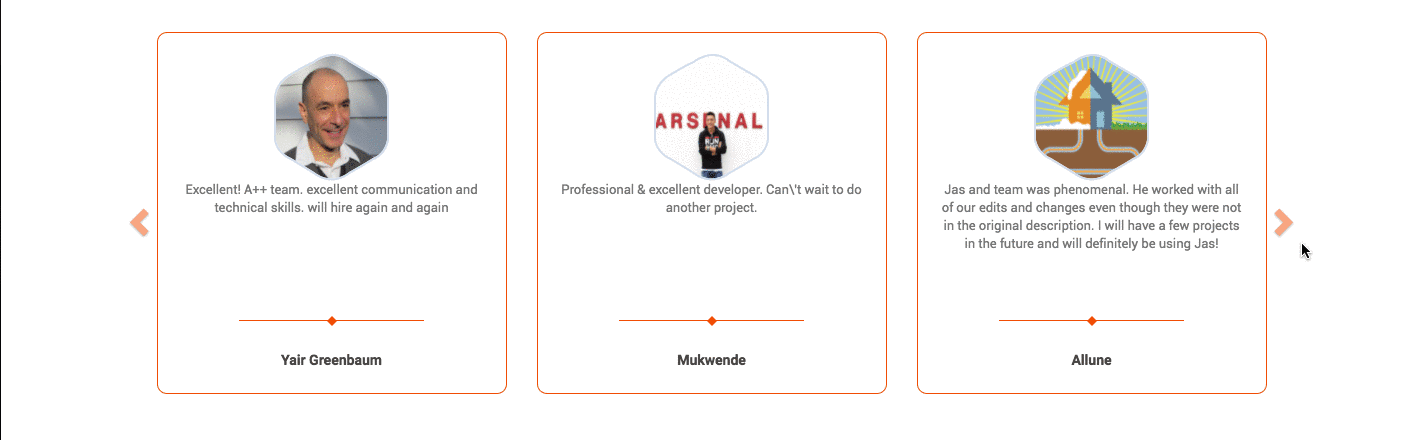 ARSENAL
Excellent! A++ team. excellent communication and
technical skills. will hire again and again
Yair Greenbaum
Professional & excellent developer. Can\'t wait to do
another project.
Mukwende
Jas and team was phenomenal. He worked with all
of our edits and changes even though they were not
in the original description. I will have a few projects
in the future and will definitely be using Jas!
Allune